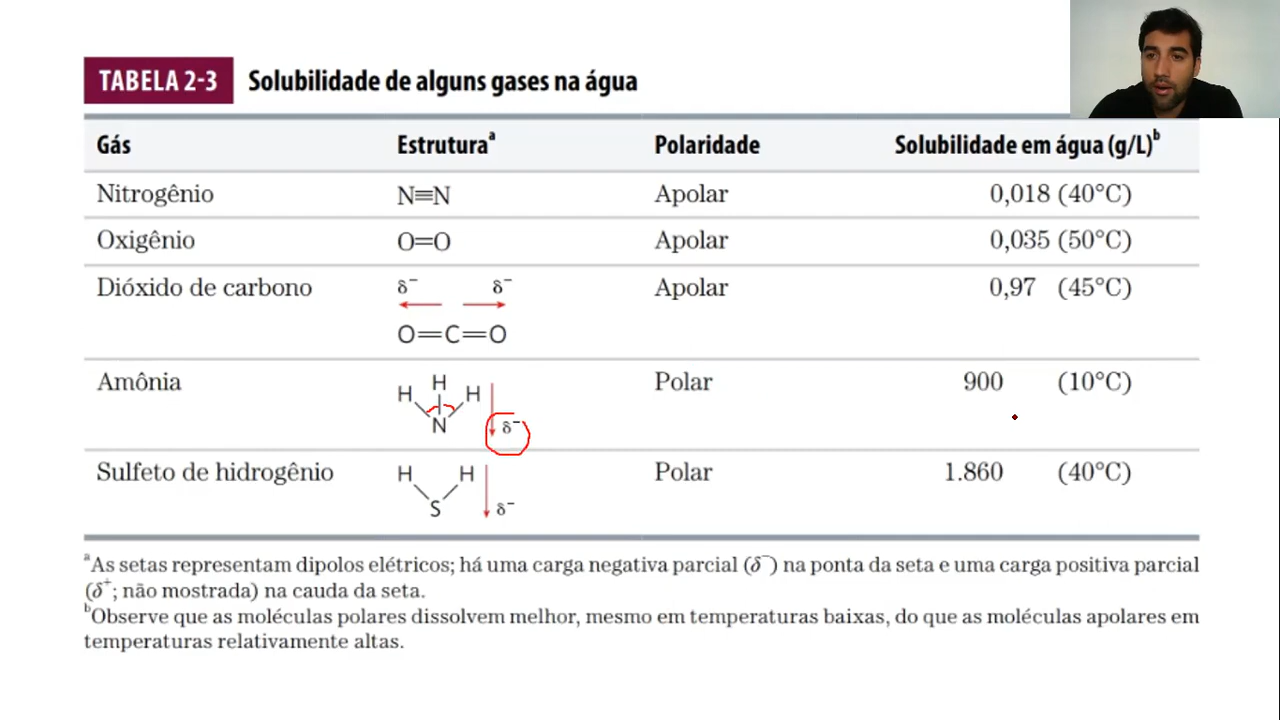 TABELA 2-3 Solubilidade de alguns gases na água
Gás Estruturaª Polaridade Solubilidade em água (g/L)ᵇ
Nitrogênio N≡N Apolar 0,018 (40°C)
Oxigênio O=O Apolar 0,035 (50°C)
Dióxido de carbono δ⁻ δ⁻ Apolar 0,97 (45°C)
O=C=O
Amônia H H H Polar 900 (10°C)
N δ⁻
Sulfeto de hidrogênio H H Polar 1.860 (40°C)
S δ⁻
ªAs setas representam dipolos elétricos; há uma carga negativa parcial (δ⁻) na ponta da seta e uma carga positiva parcial
(δ⁺; não mostrada) na cauda da seta.
ᵇObserve que as moléculas polares dissolvem melhor, mesmo em temperaturas baixas, do que as moléculas apolares em
temperaturas relativamente altas.